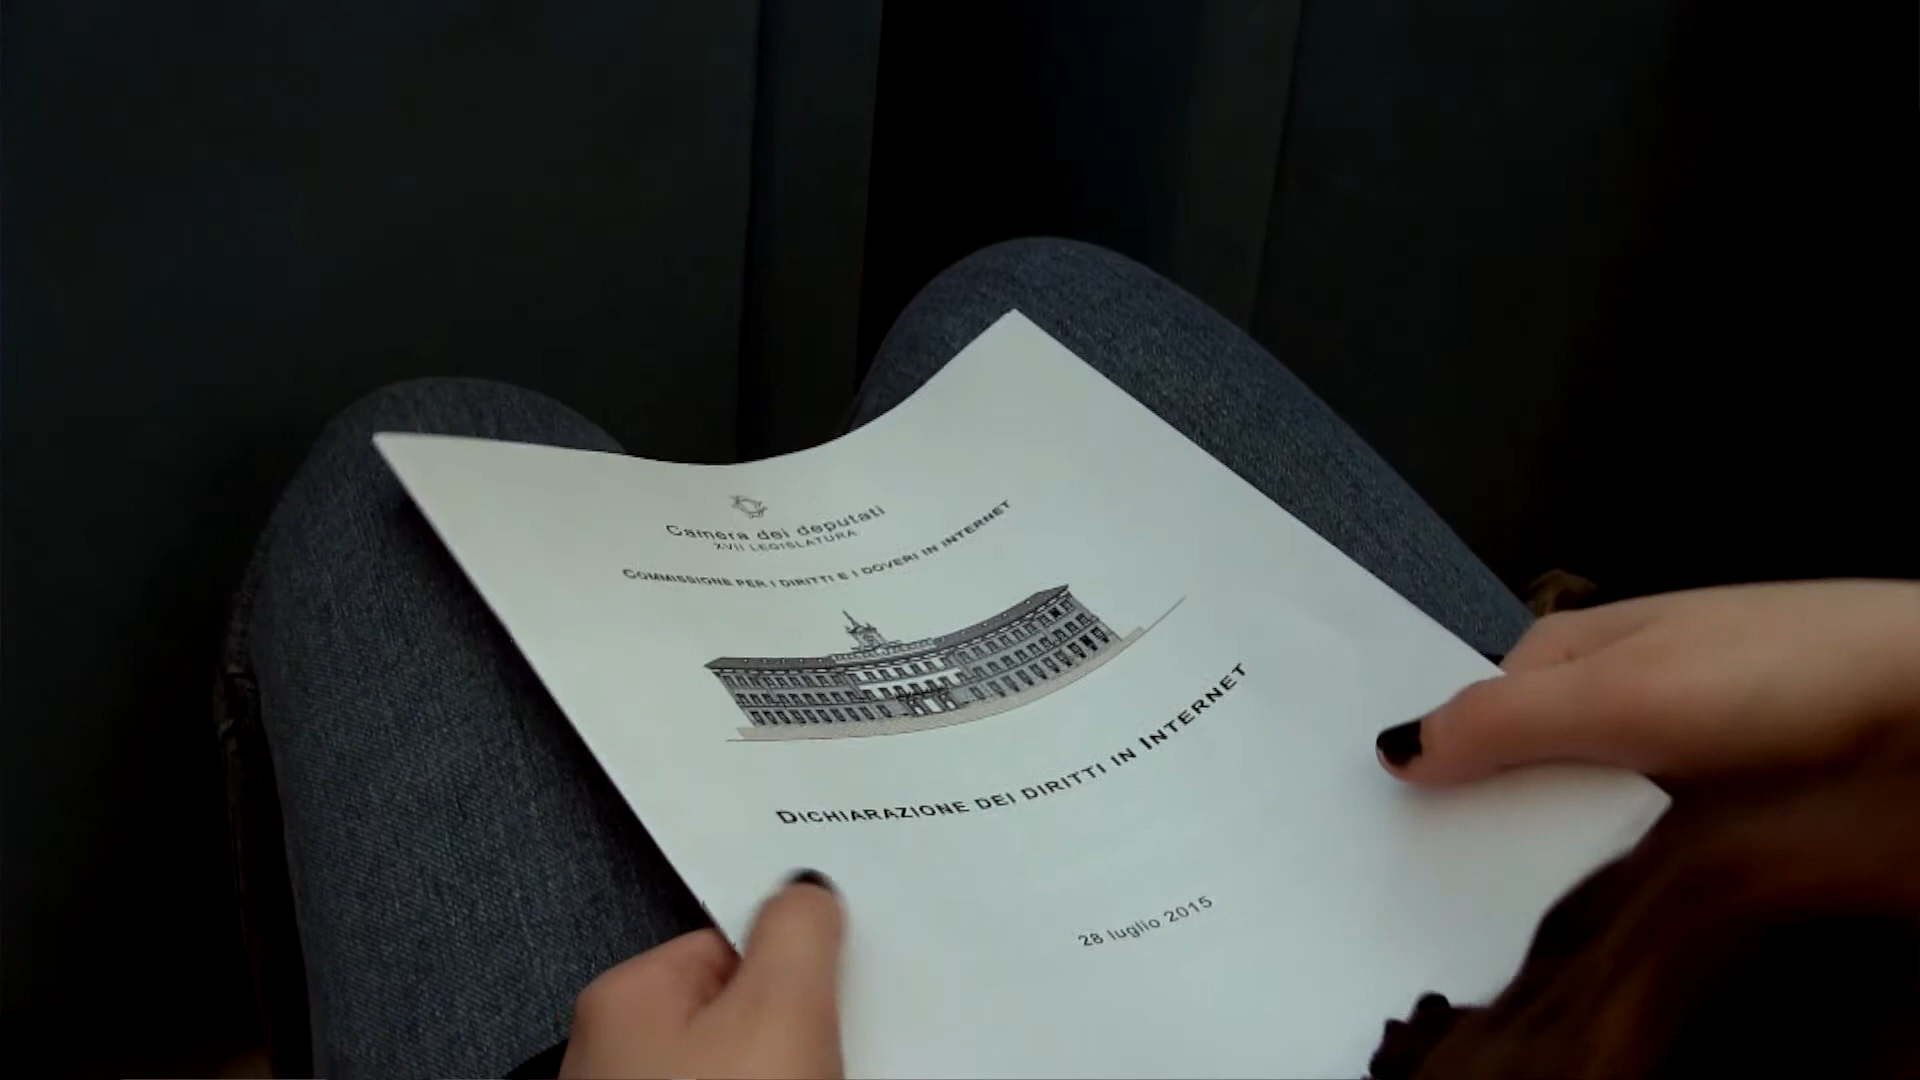 Camera dei deputati
XVII LEGISLATURA
COMMISSIONE PER I DIRITTI E I DOVERI IN INTERNET
DICHIARAZIONE DEI DIRITTI IN INTERNET
28 luglio 2015